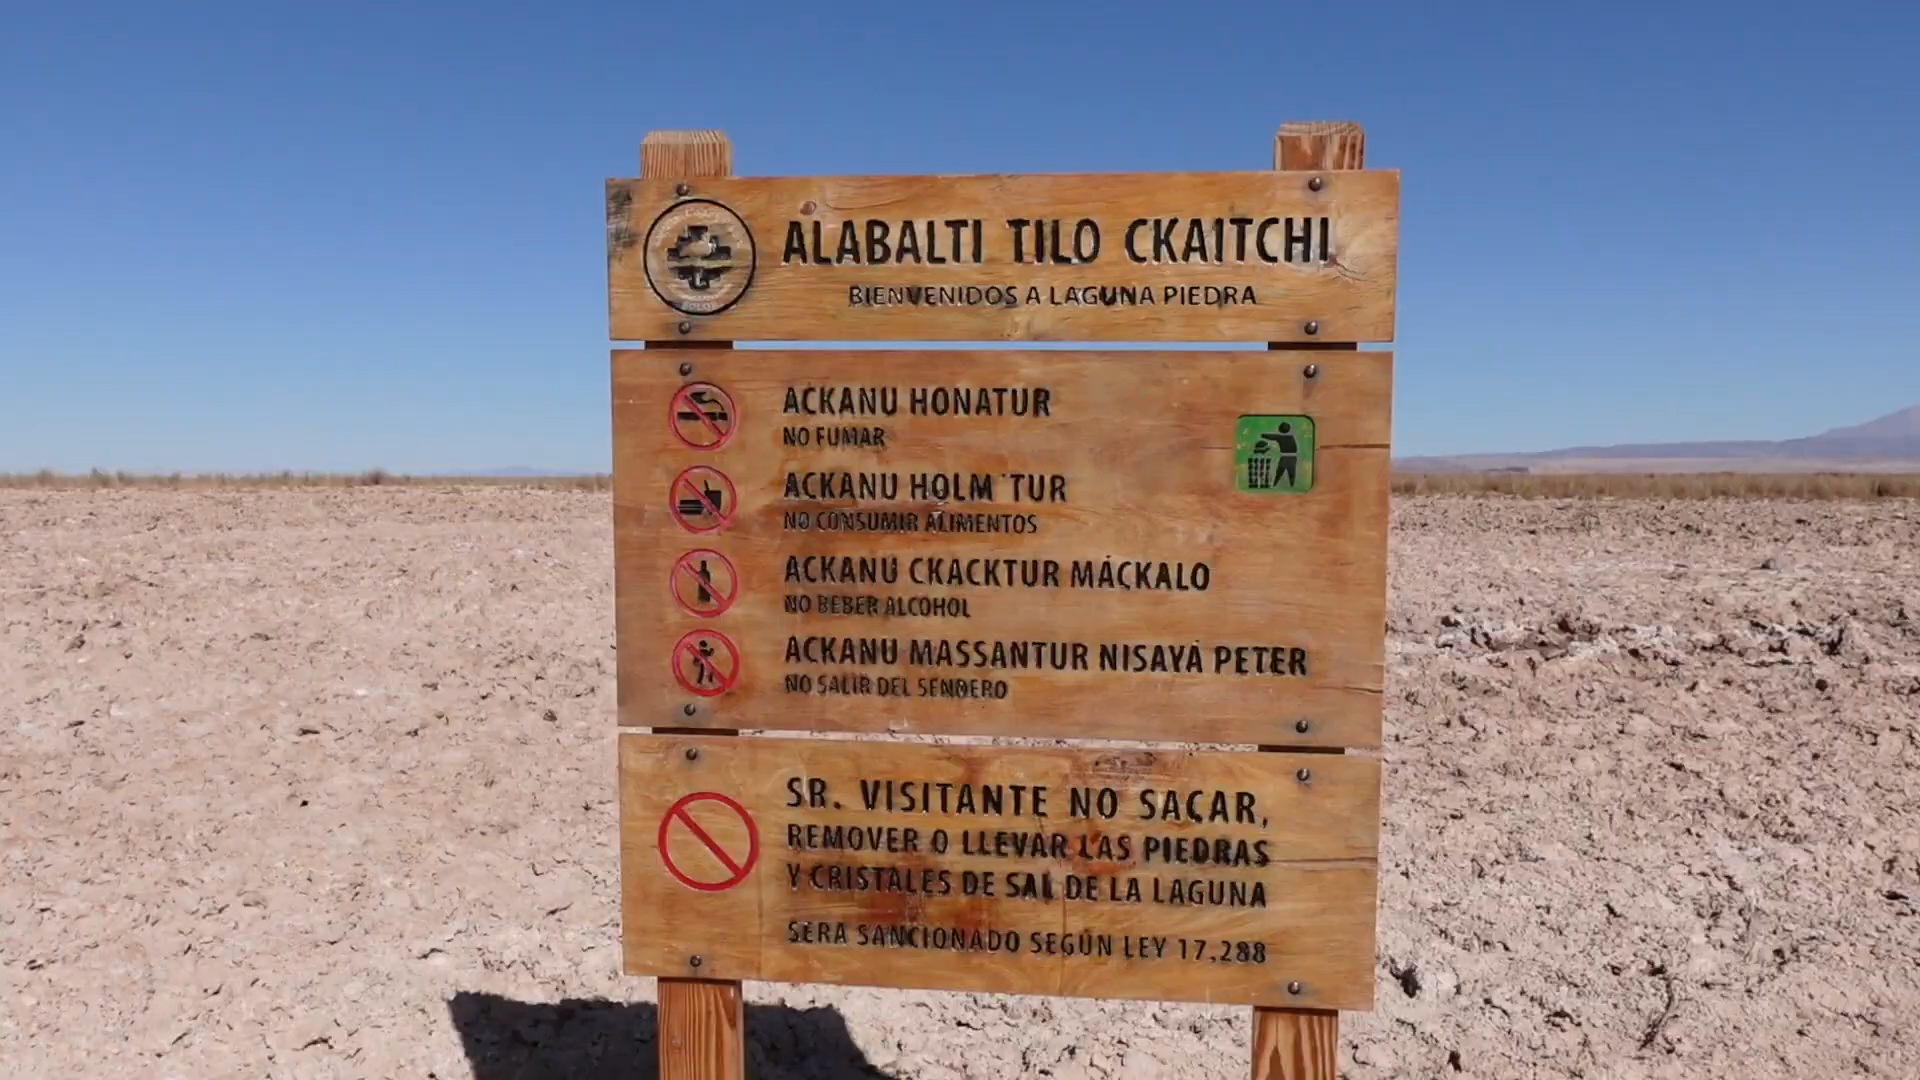 ALABALTI TILO CKAITCHI
BIENVENIDOS A LAGUNA PIEDRA
ACKANU HONATUR
NO FUMAR
ACKANU HOLM'TUR
NO CONSUMIR ALIMENTOS
ACKANU CKACKTUR MÁCKALO
NO BEBER ALCOHOL
ACKANU MASSANTUR NISAYA PETER
NO SALIR DEL SENDERO
SR. VISITANTE NO SACAR,
REMOVER O LLEVAR LAS PIEDRAS
Y CRISTALES DE SAL DE LA LAGUNA
SERA SANCIONADO SEGÚN LEY 17.288